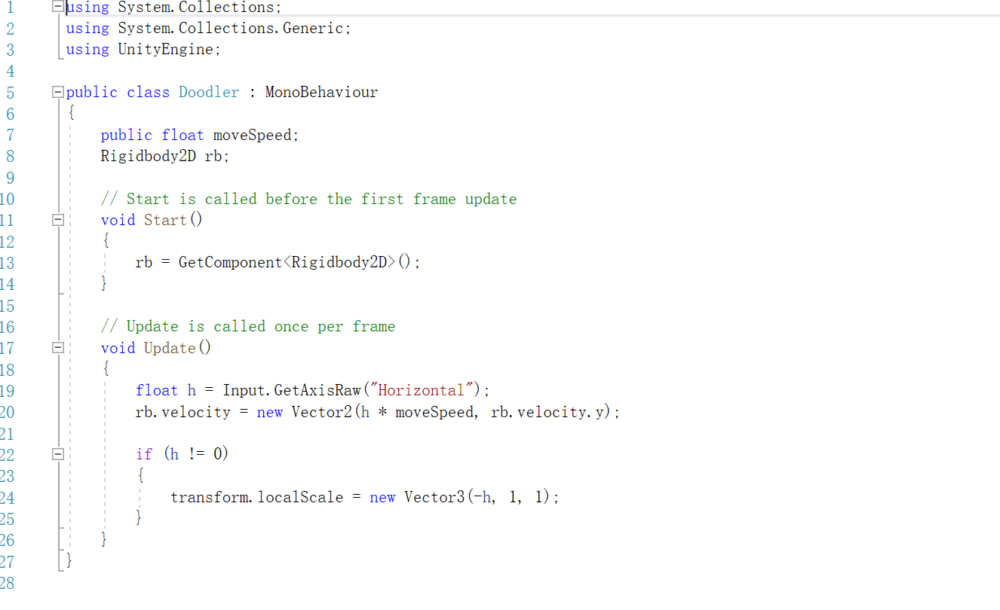 1 using System.Collections;
2 using System.Collections.Generic;
3 using UnityEngine;
4
5 public class Doodler : MonoBehaviour
6 {
7     public float moveSpeed;
8     Rigidbody2D rb;
9
10     // Start is called before the first frame update
11     void Start()
12     {
13         rb = GetComponent<Rigidbody2D>();
14     }
15
16     // Update is called once per frame
17     void Update()
18     {
19         float h = Input.GetAxisRaw("Horizontal");
20         rb.velocity = new Vector2(h * moveSpeed, rb.velocity.y);
21
22         if (h != 0)
23         {
24             transform.localScale = new Vector3(-h, 1, 1);
25         }
26     }
27 }
28